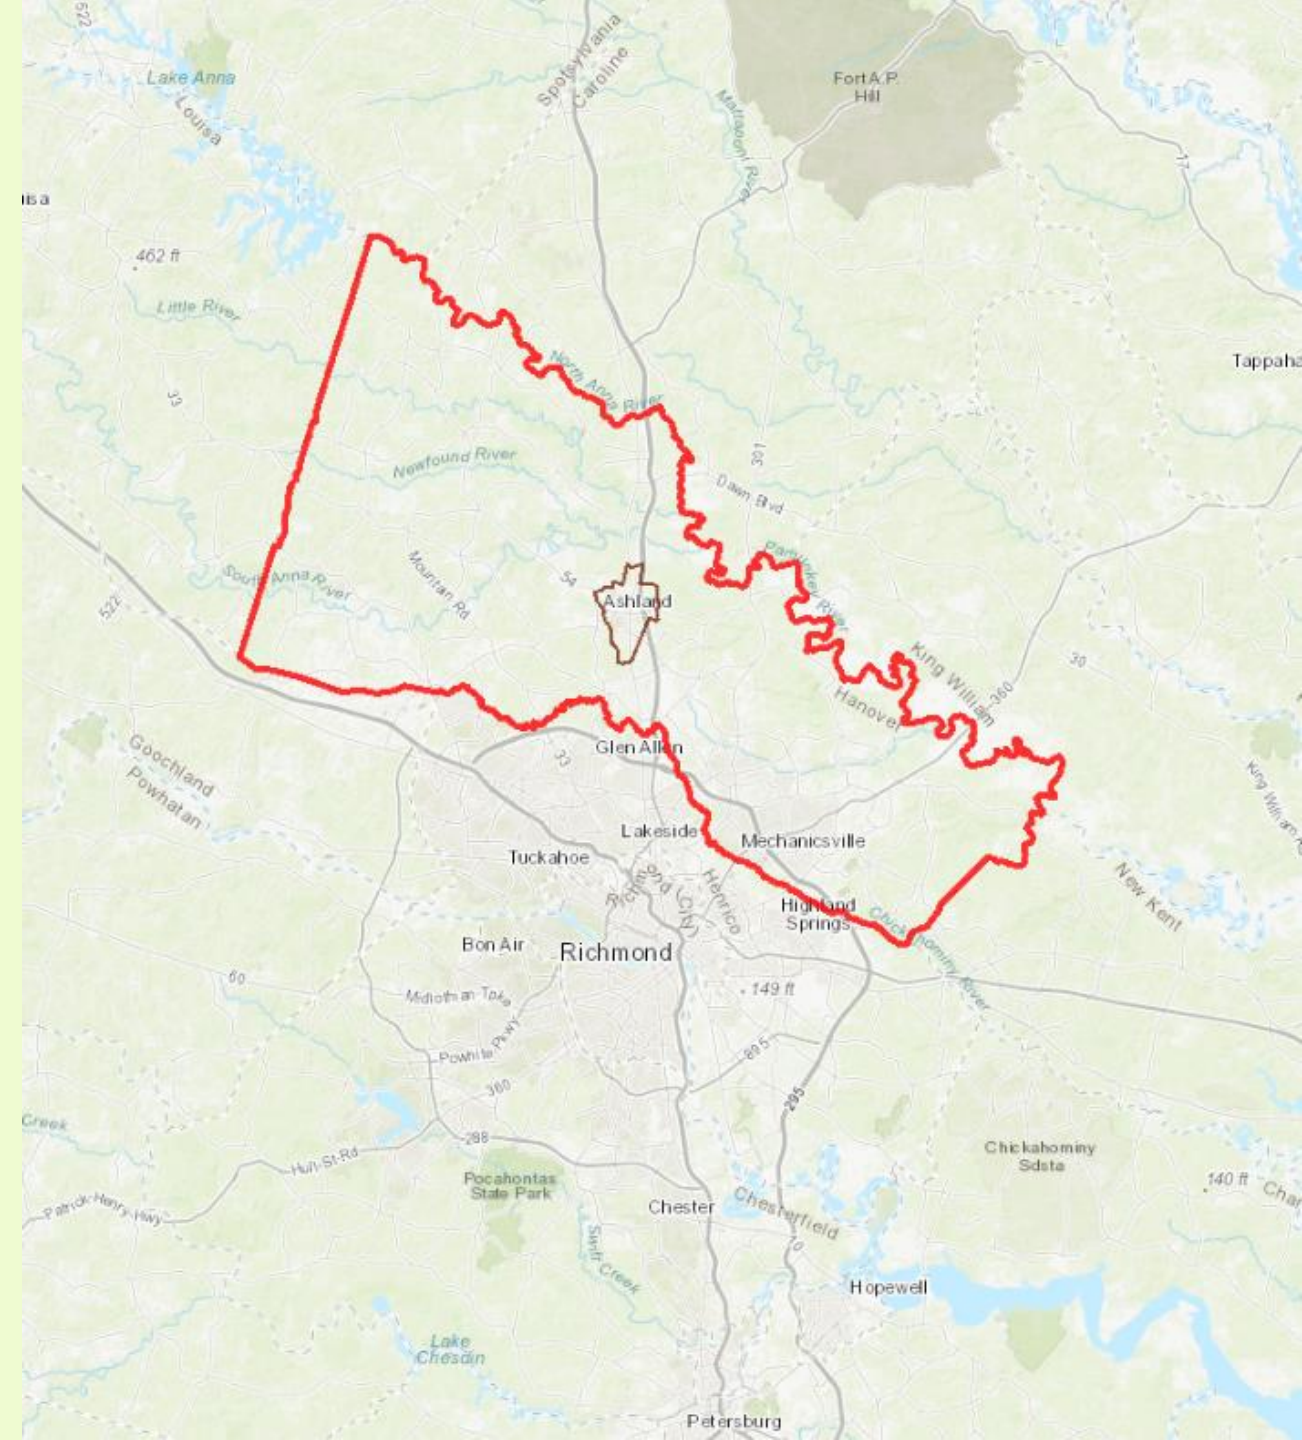 522
Spotsylvania
Caroline
Lake Anna
Louisa
Fort A.P.
Hill
Mattaponi River
17
isa
462 ft
Little River
33
North Anna River
Tappaha
Newfound River
301
Dawn Blvd
Pamunkey River
South Anna River
Mountain Rd
54
Ashland
522
King William
30
360
Hanover
Goochland
Powhatan
Glen Allen
33
King William
Lakeside
Mechanicsville
Tuckahoe
Richmond (City)
Henrico
New Kent
Highland
Springs
Chickahominy River
Bon Air
Richmond
60
149 ft
Midlothian Tpke
Powhite Pkwy
895
360
295
Creek
288
Hull-St-Rd
Chickahominy
Sdsta
Pocahontas
State Park
140 ft
Char
Patrick-Henry-Hwy
Chester
Chesterfield
10
Swift Creek
Hopewell
Lake
Chesdin
Petersburg